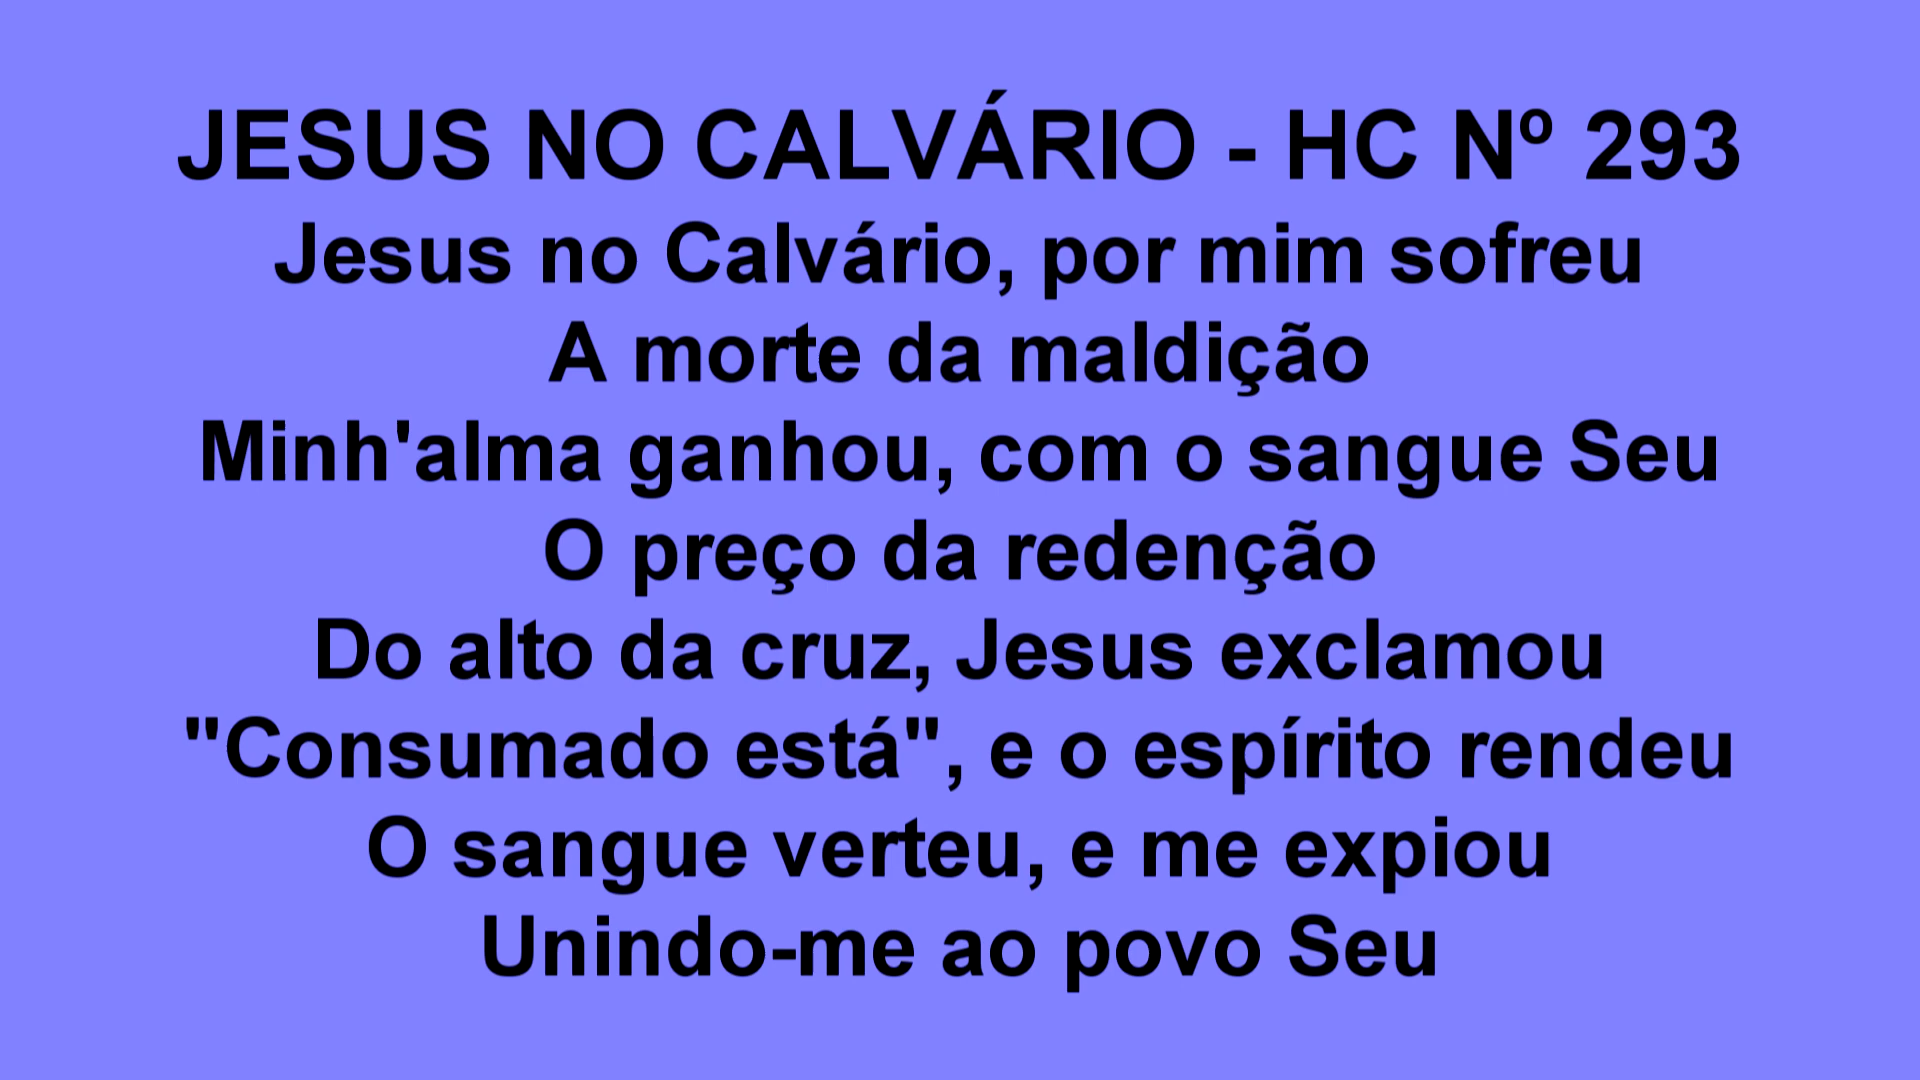 JESUS NO CALVÁRIO - HC Nº 293
Jesus no Calvário, por mim sofreu
A morte da maldição
Minh'alma ganhou, com o sangue Seu
O preço da redenção
Do alto da cruz, Jesus exclamou
"Consumado está", e o espírito rendeu
O sangue verteu, e me expiou
Unindo-me ao povo Seu